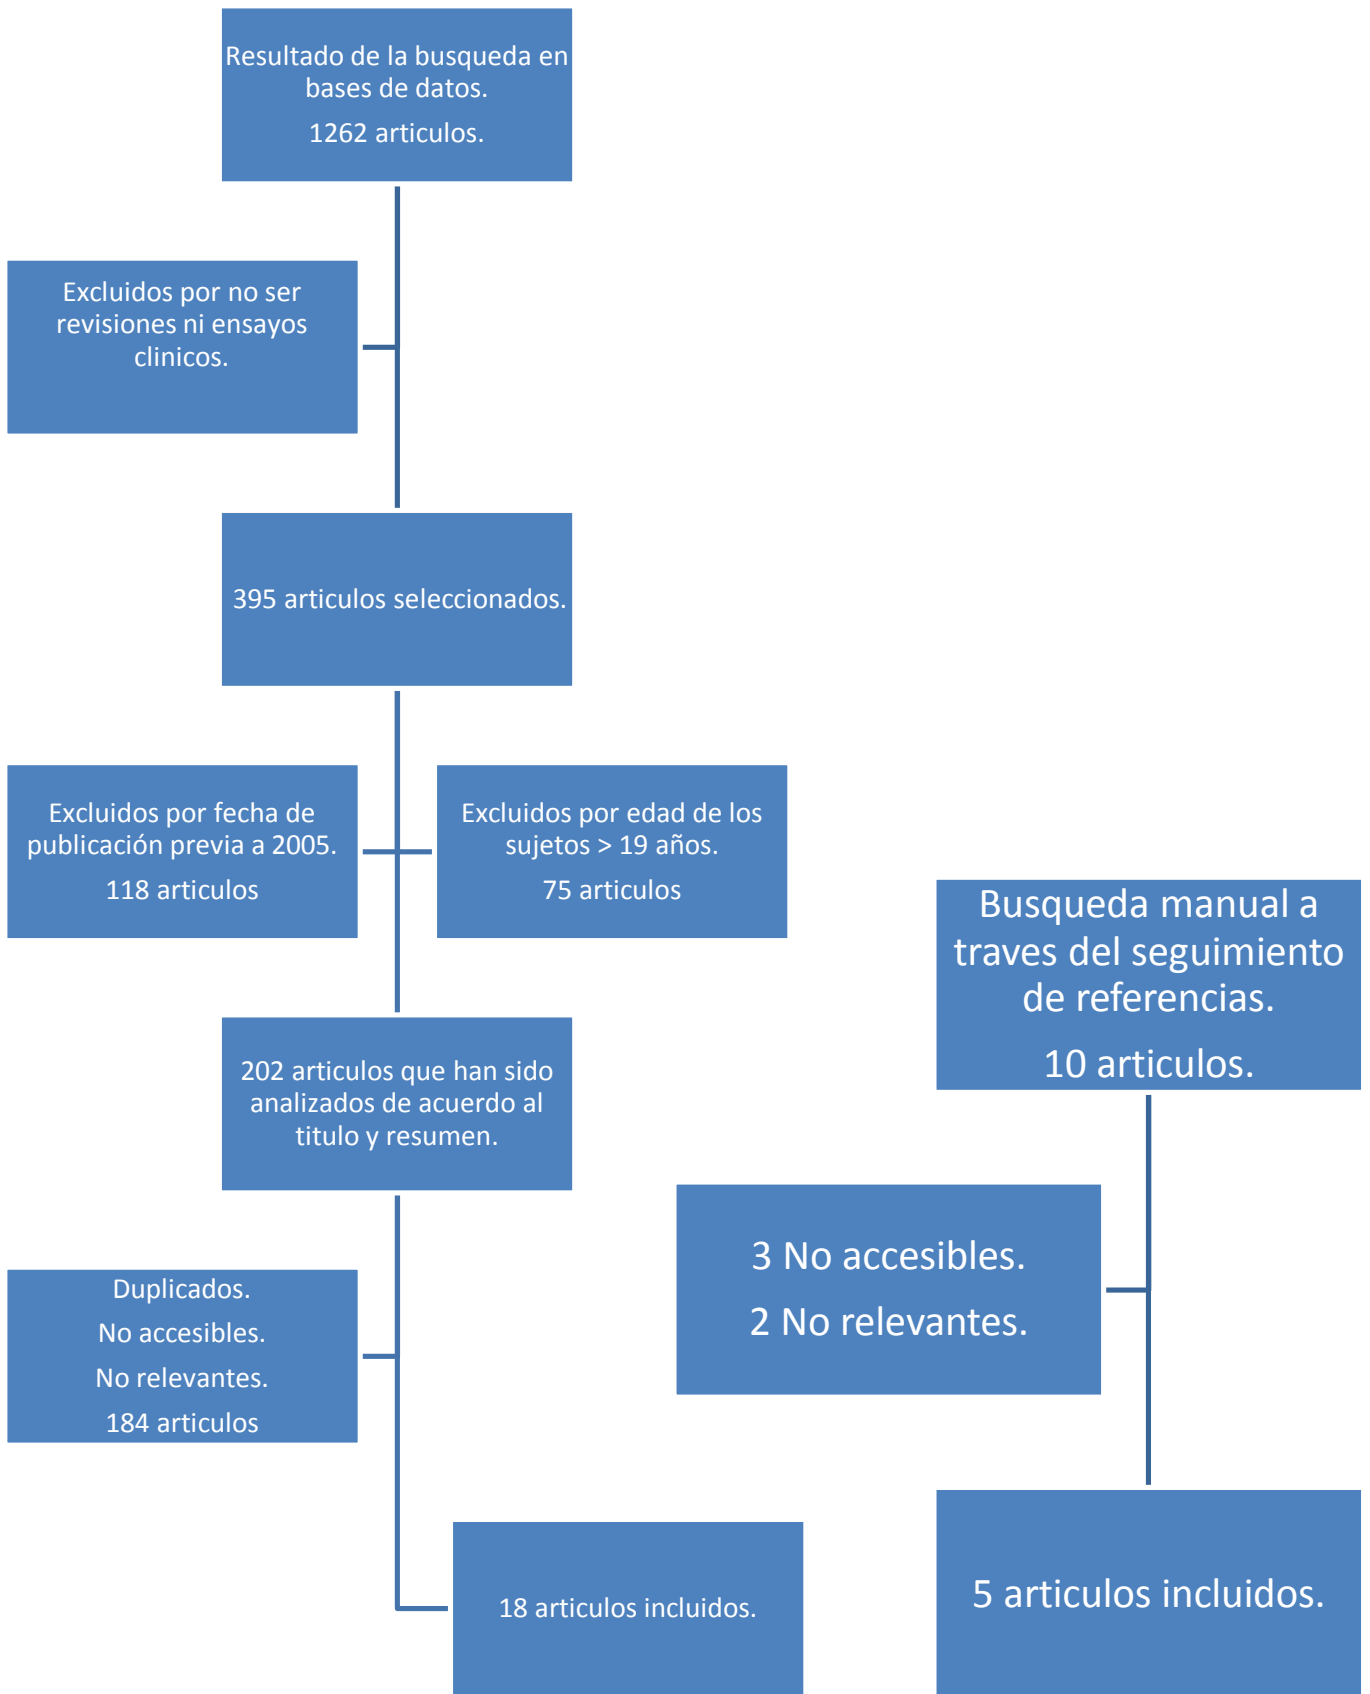 Resultado de la busqueda en
bases de datos.
1262 articulos.
Excluidos por no ser
revisiones ni ensayos
clinicos.
395 articulos seleccionados.
Excluidos por fecha de
publicación previa a 2005.
118 articulos
Excluidos por edad de los
sujetos > 19 años.
75 articulos
202 articulos que han sido
analizados de acuerdo al
titulo y resumen.
Duplicados.
No accesibles.
No relevantes.
184 articulos
18 articulos incluidos.
Busqueda manual a
traves del seguimiento
de referencias.
10 articulos.
3 No accesibles.
2 No relevantes.
5 articulos incluidos.